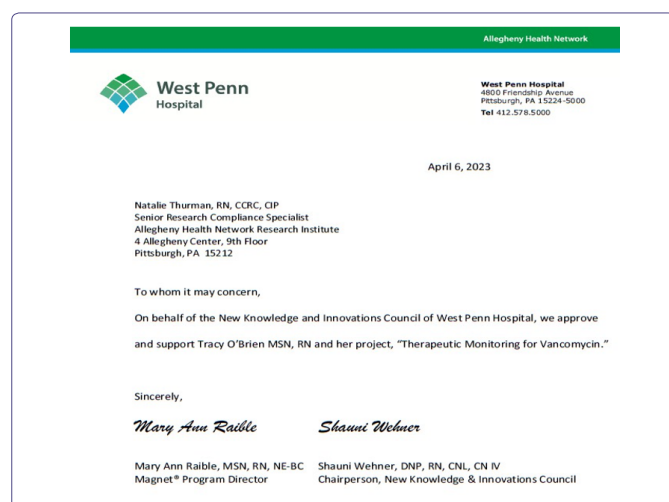 Allegheny Health Network
West Penn
Hospital
West Penn Hospital
4800 Friendship Avenue
Pittsburgh, PA 15224-5000
Tel 412.578.5000
April 6, 2023
Natalie Thurman, RN, CCRC, CIP
Senior Research Compliance Specialist
Allegheny Health Network Research Institute
4 Allegheny Center, 9th Floor
Pittsburgh, PA 15212
To whom it may concern,
On behalf of the New Knowledge and Innovations Council of West Penn Hospital, we approve
and support Tracy O’Brien MSN, RN and her project, “Therapeutic Monitoring for Vancomycin.”
Sincerely,
Mary Ann Raible Shauni Wehner
Mary Ann Raible, MSN, RN, NE-BC Shauni Wehner, DNP, RN, CNL, CN IV
Magnet® Program Director Chairperson, New Knowledge & Innovations Council